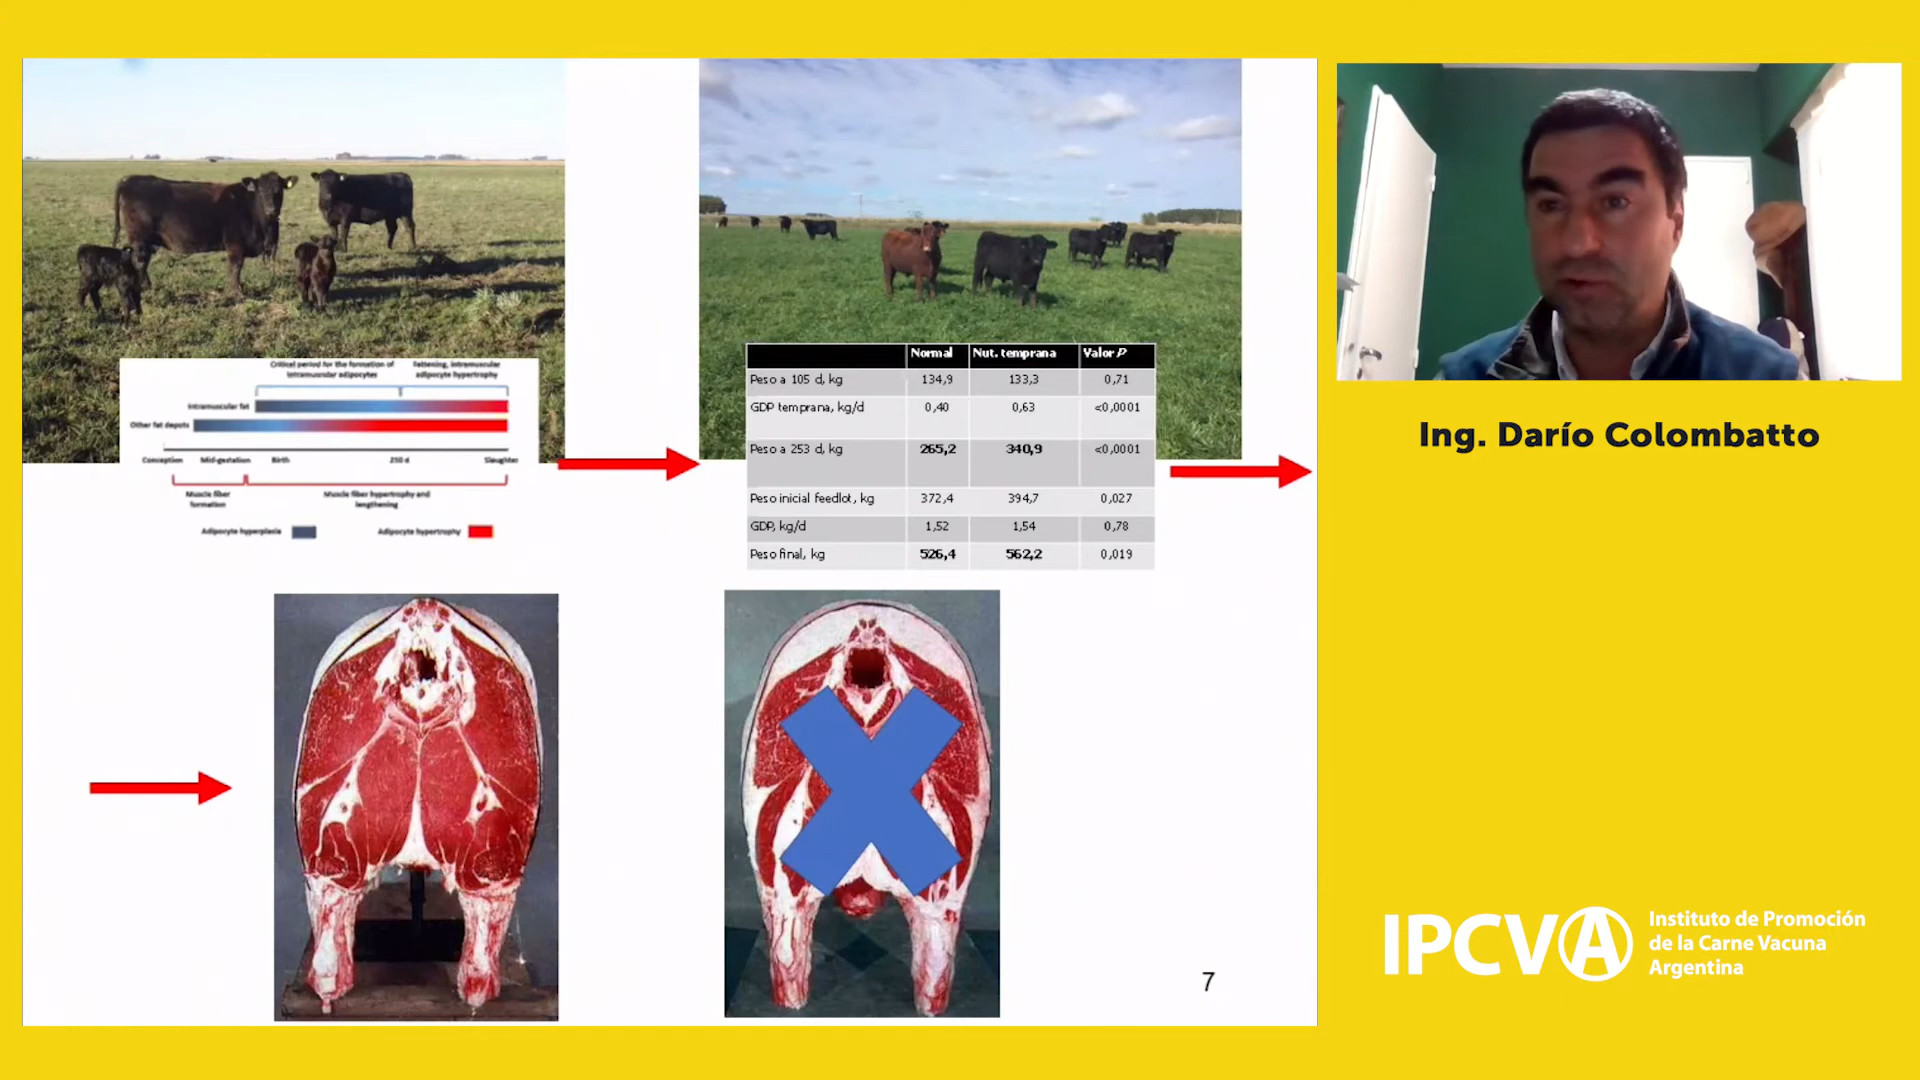 Critical period for the formation of
intramuscular adipocytes
Fattening, intramuscular
adipocyte hypertrophy
Intramuscular fat
Other fat depots
Conception Mid-gestation Birth 250 d Slaughter
Muscle fiber
formation
Muscle fiber hypertrophy and
lengthening
Adipocyte hyperplasia
Adipocyte hypertrophy
Normal Nut. temprana Valor P
Peso a 105 d, kg 134,9 133,3 0,71
GDP temprana, kg/d 0,40 0,63 <0,0001
Peso a 253 d, kg 265,2 340,9 <0,0001
Peso inicial feedlot, kg 372,4 394,7 0,027
GDP, kg/d 1,52 1,54 0,78
Peso final, kg 526,4 562,2 0,019
7
Ing. Darío Colombatto
IPCVA
Instituto de Promoción
de la Carne Vacuna
Argentina